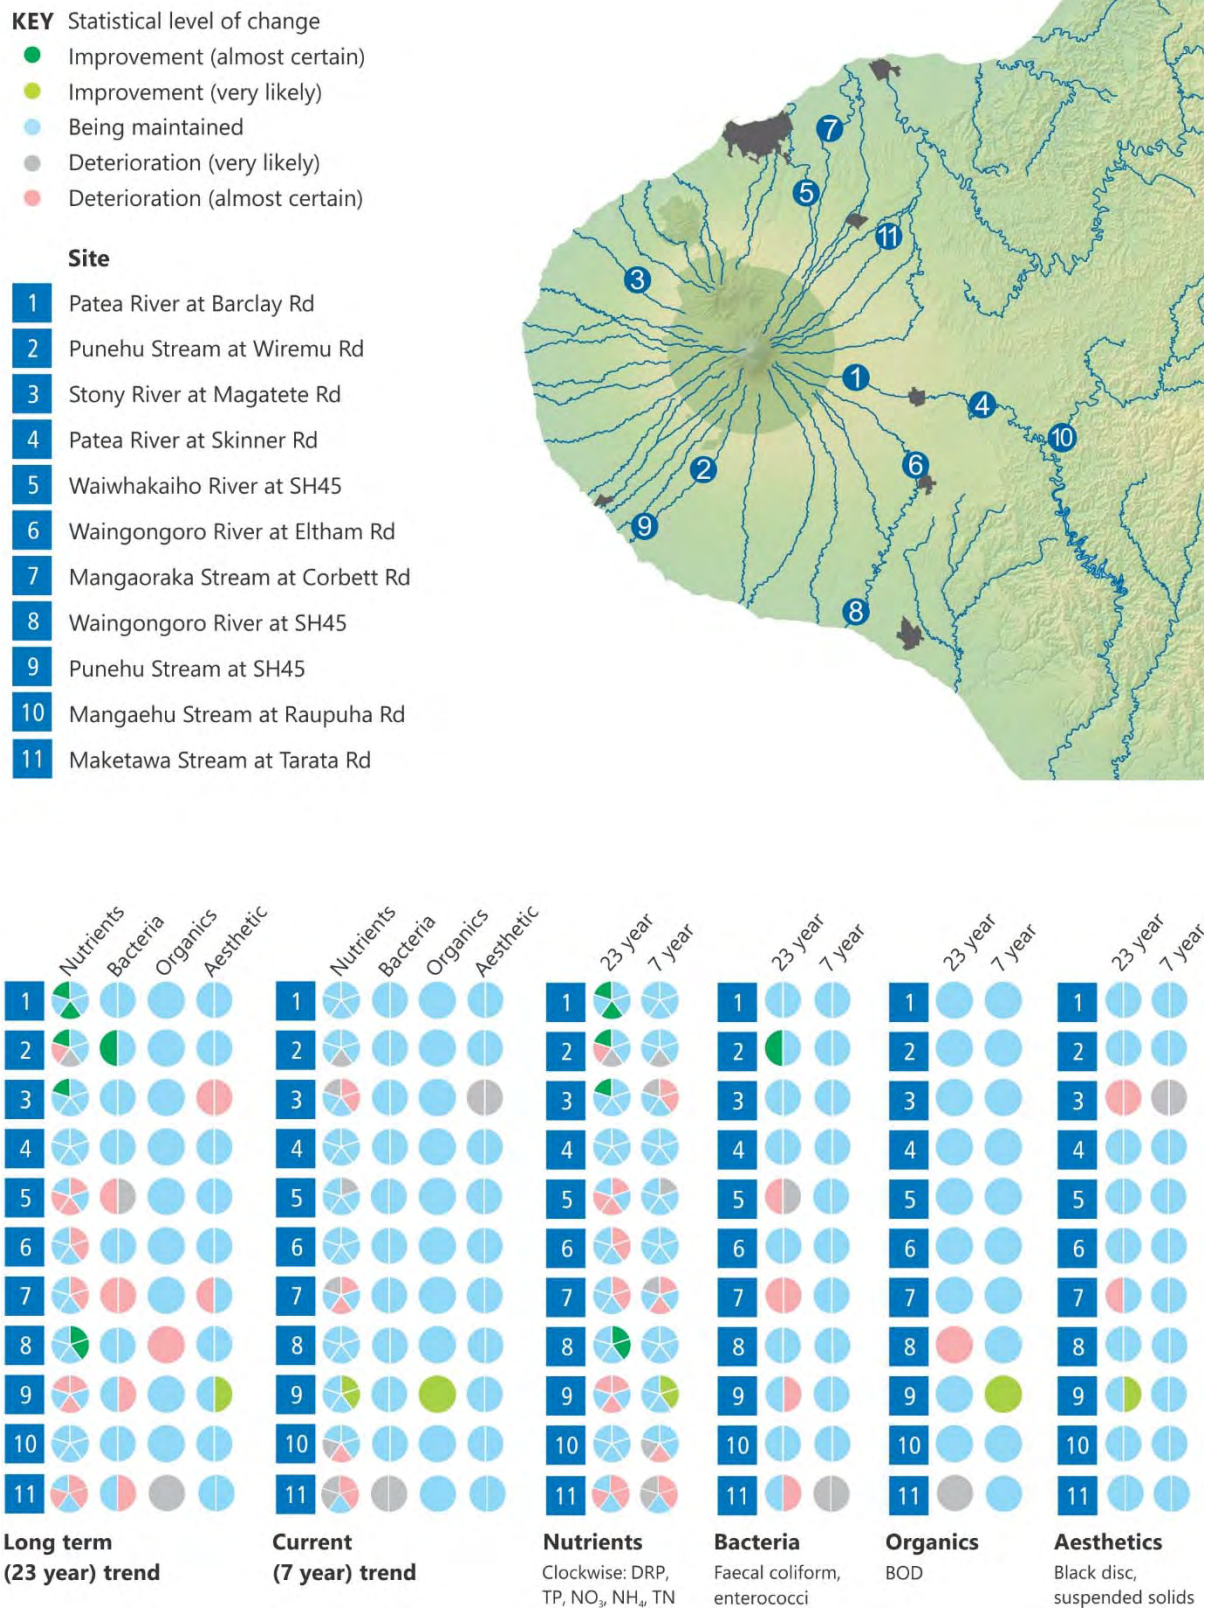 KEY Statistical level of change
Improvement (almost certain)
Improvement (very likely)
Being maintained
Deterioration (very likely)
Deterioration (almost certain)
Site
1 Patea River at Barclay Rd
2 Punehu Stream at Wiremu Rd
3 Stony River at Magatete Rd
4 Patea River at Skinner Rd
5 Waiwhakaiho River at SH45
6 Waingongoro River at Eltham Rd
7 Mangaoraka Stream at Corbett Rd
8 Waingongoro River at SH45
9 Punehu Stream at SH45
10 Mangaehu Stream at Raupuha Rd
11 Maketawa Stream at Tarata Rd
7
5
11
3
1
4
10
6
2
9
8
Nutrients Bacteria Organics Aesthetic Nutrients Bacteria Organics Aesthetic 23 year 7 year 23 year 7 year 23 year 7 year 23 year 7 year
1 1 1 1 1 1
2 2 2 2 2 2
3 3 3 3 3 3
4 4 4 4 4 4
5 5 5 5 5 5
6 6 6 6 6 6
7 7 7 7 7 7
8 8 8 8 8 8
9 9 9 9 9 9
10 10 10 10 10 10
11 11 11 11 11 11
Long term
(23 year) trend
Current
(7 year) trend
Nutrients
Clockwise: DRP,
TP, NO₃, NH₄, TN
Bacteria
Faecal coliform,
enterococci
Organics
BOD
Aesthetics
Black disc,
suspended solids